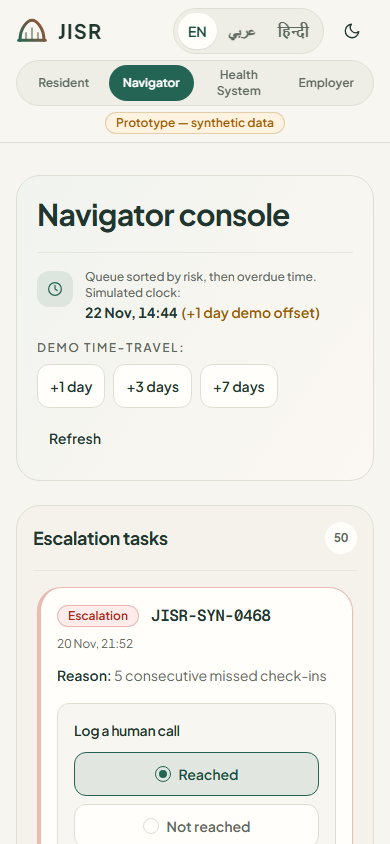 JISR
EN
عربي
हिन्दी
Resident
Navigator
Health
System
Employer
Prototype — synthetic data
Navigator console
Queue sorted by risk, then overdue time.
Simulated clock:
22 Nov, 14:44 (+1 day demo offset)
DEMO TIME-TRAVEL:
+1 day
+3 days
+7 days
Refresh
Escalation tasks
50
Escalation
JISR-SYN-0468
20 Nov, 21:52
Reason: 5 consecutive missed check-ins
Log a human call
Reached
Not reached